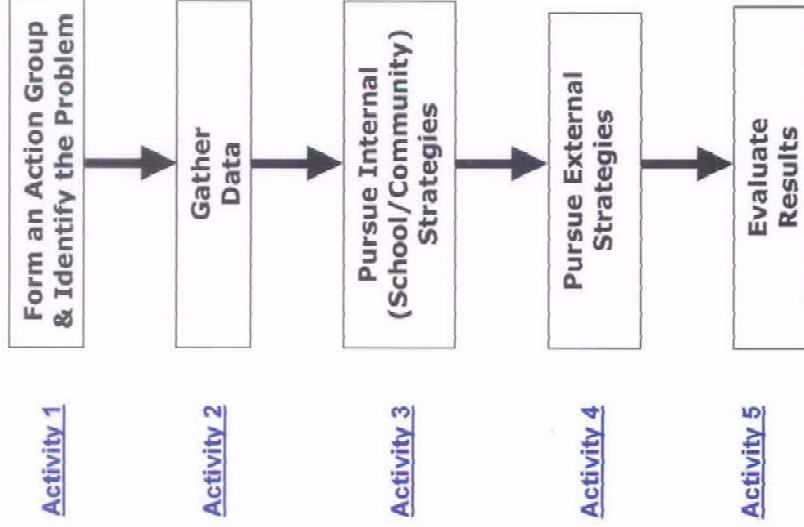 Activity 1
Form an Action Group
& Identify the Problem
Activity 2
Gather
Data
Activity 3
Pursue Internal
(School/Community)
Strategies
Activity 4
Pursue External
Strategies
Activity 5
Evaluate
Results